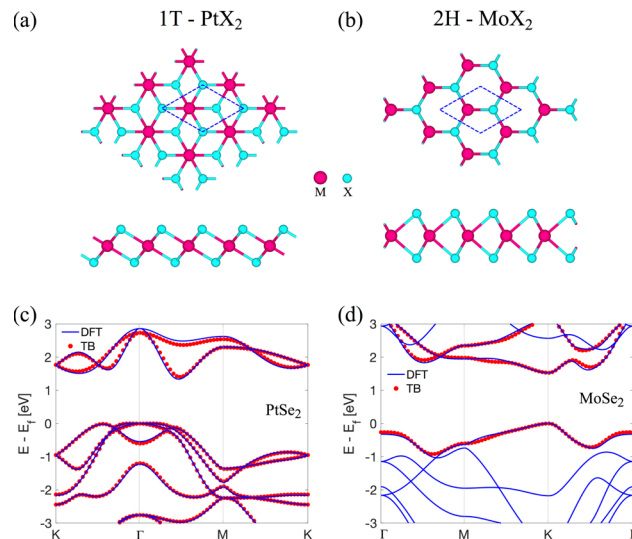 (a) 1T - PtX2
(b) 2H - MoX2
M X
(c)
3
2
1
0
-1
-2
-3
E - Ef [eV]
DFT
TB
PtSe2
K Γ M K
(d)
3
2
1
0
-1
-2
-3
E - Ef [eV]
DFT
TB
MoSe2
Γ M K Γ